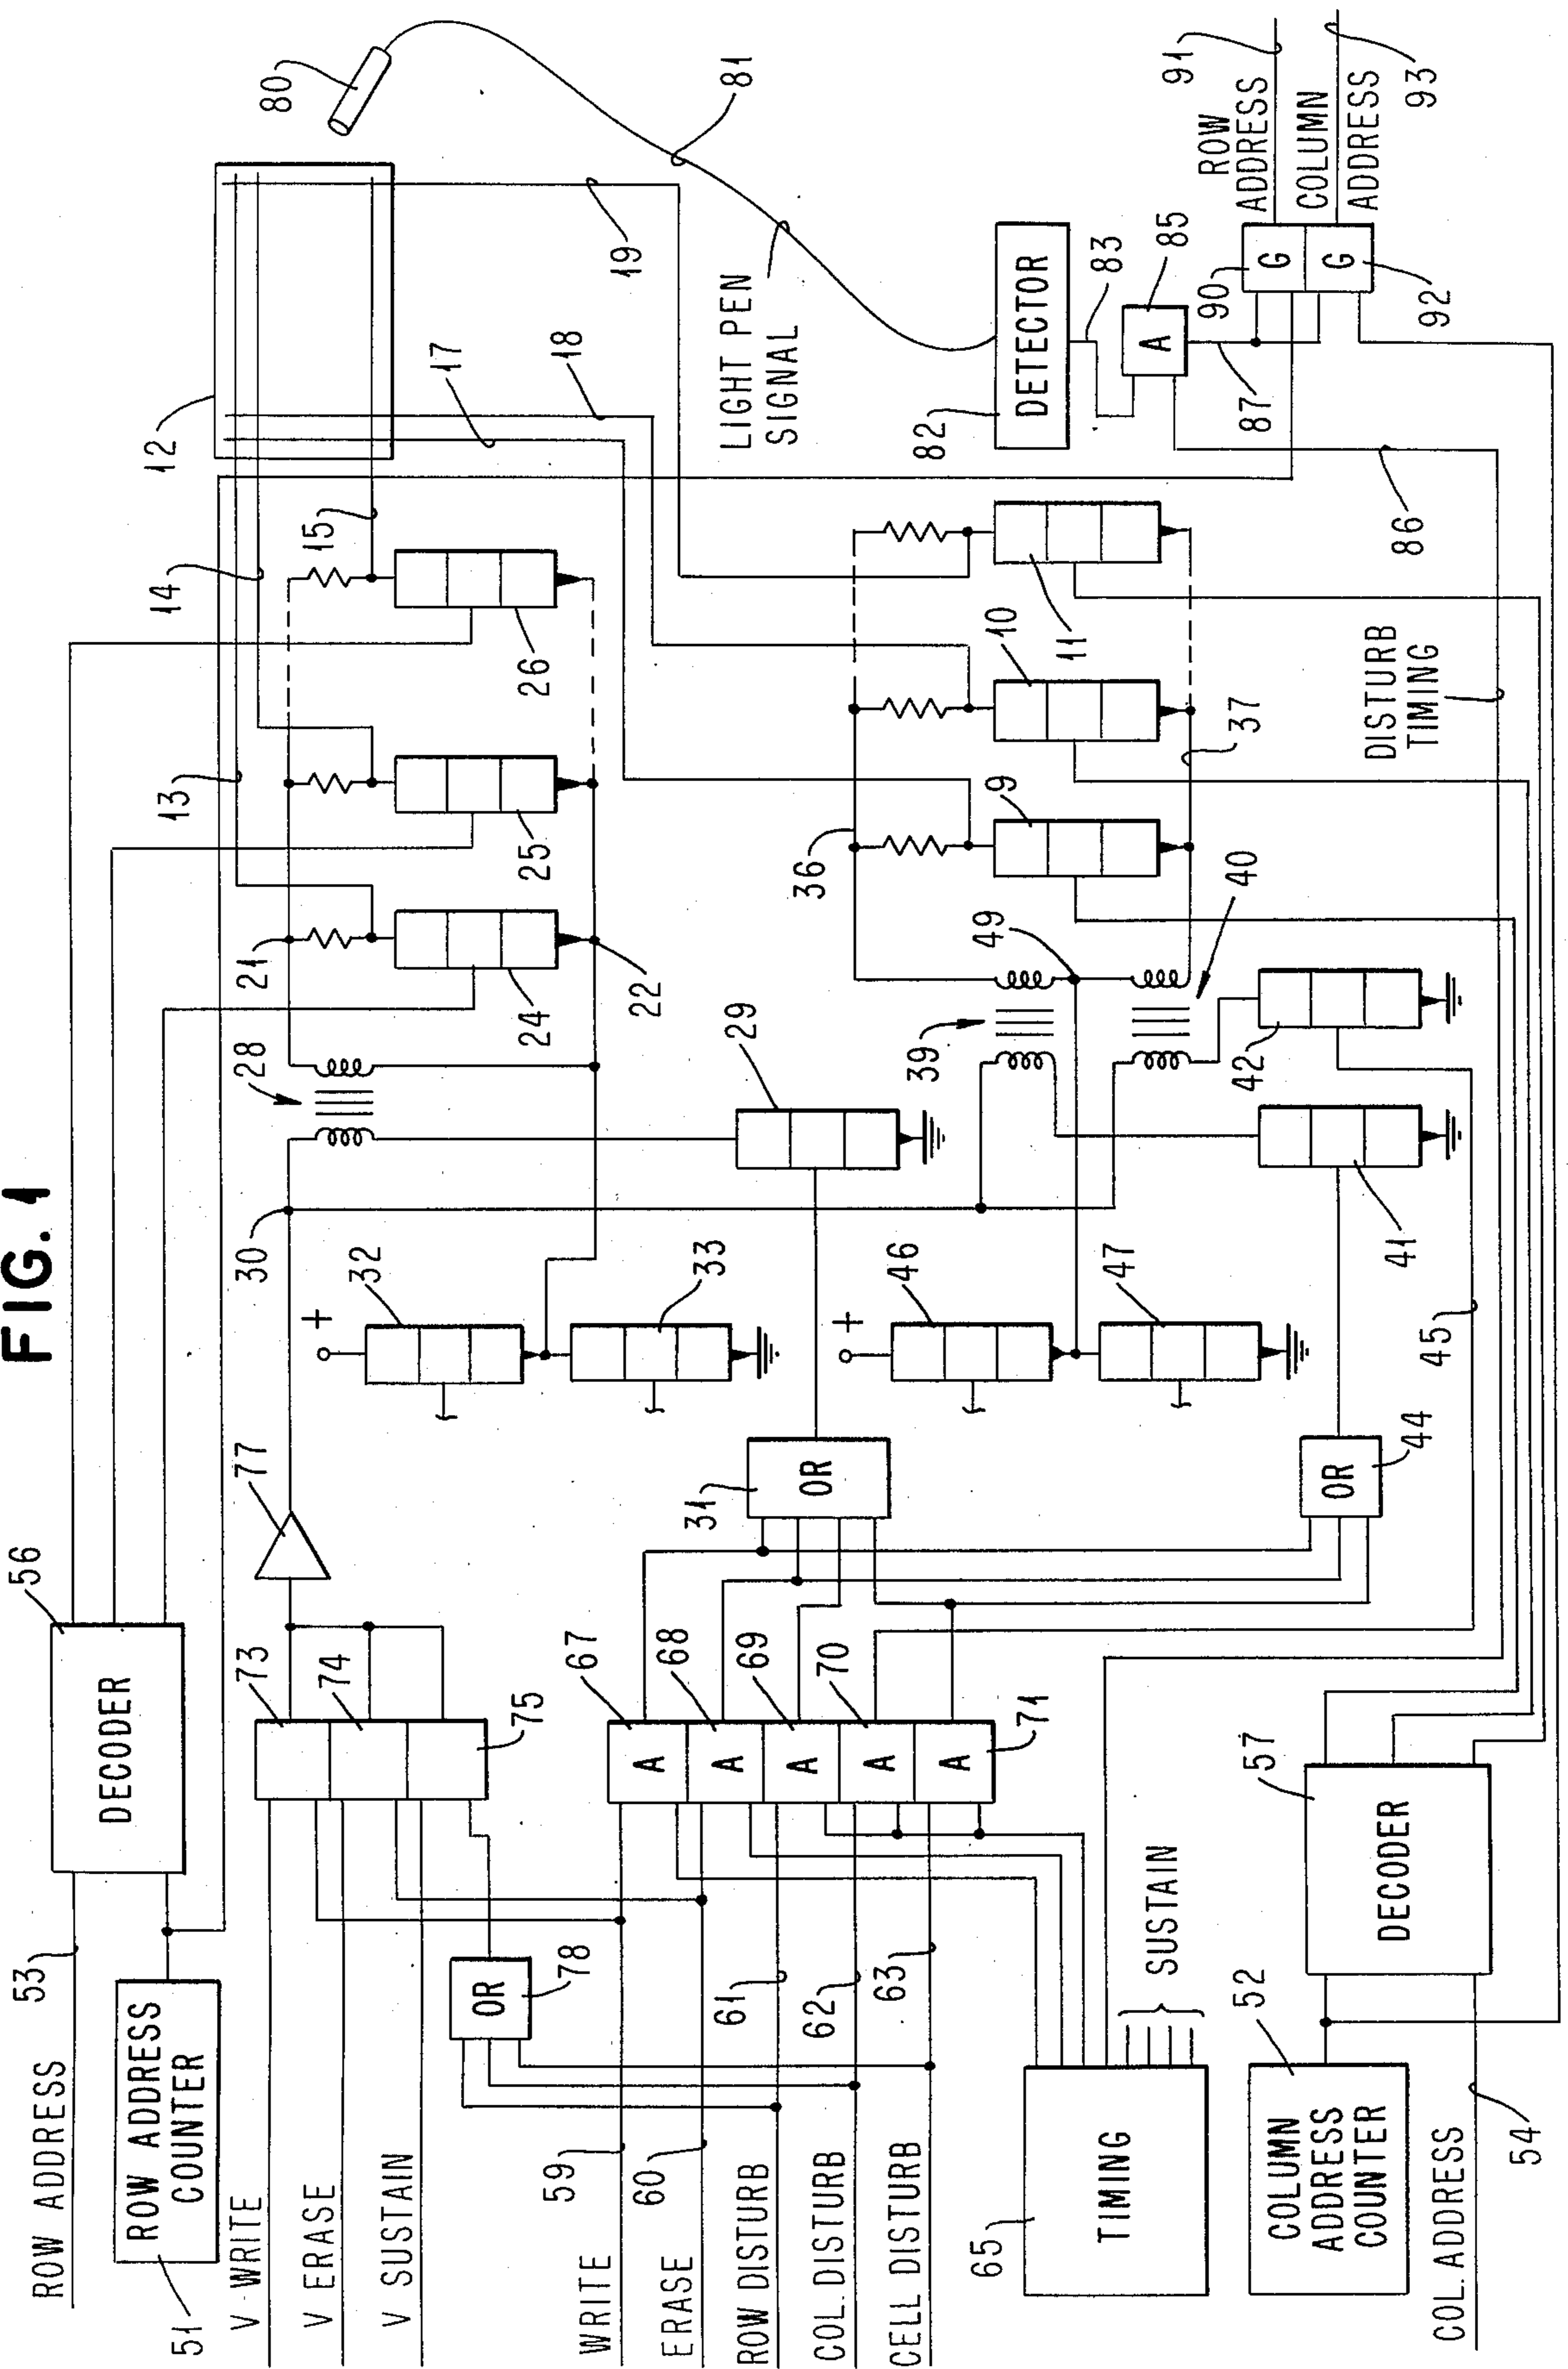 FIG. 1
ROW ADDRESS
53
ROW ADDRESS
COUNTER
51
DECODER
56
V WRITE
V ERASE
V SUSTAIN
73
74
75
77
OR
78
WRITE
ERASE
ROW DISTURB
COL. DISTURB
CELL DISTURB
59
60
61
62
63
A
A
A
A
A
67
68
69
70
71
TIMING
65
SUSTAIN
COLUMN
ADDRESS
COUNTER
52
COL. ADDRESS
54
DECODER
57
OR
31
OR
44
45
30
+
32
33
+
46
47
41
42
29
28
39
40
49
21
22
24
25
26
13
14
15
36
37
9
10
11
12
17
18
19
DISTURB
TIMING
86
LIGHT PEN
SIGNAL
80
81
DETECTOR
82
83
A
85
87
G
G
90
92
ROW
ADDRESS
91
COLUMN
ADDRESS
93